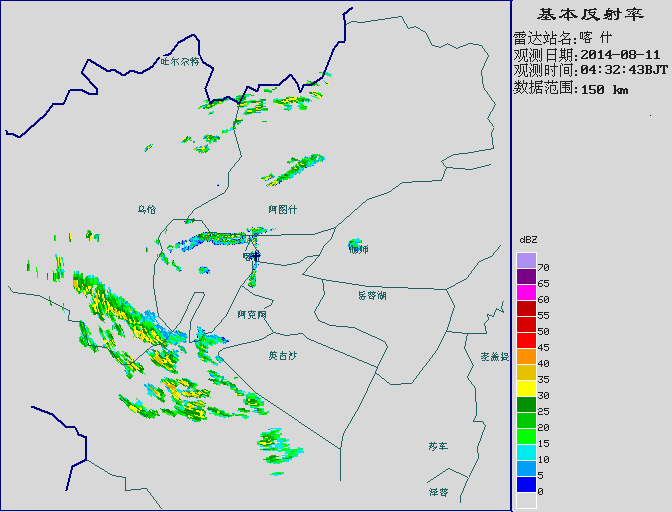 基本反射率
雷达站名:喀 什
观测日期:2014-08-11
观测时间:04:32:43BJT
数据范围:150 km
吐尔尕特
乌恰
阿图什
伽师
岳普湖
阿克陶
英吉沙
麦盖提
莎车
泽普
dBZ
70
65
60
55
50
45
40
35
30
25
20
15
10
5
0